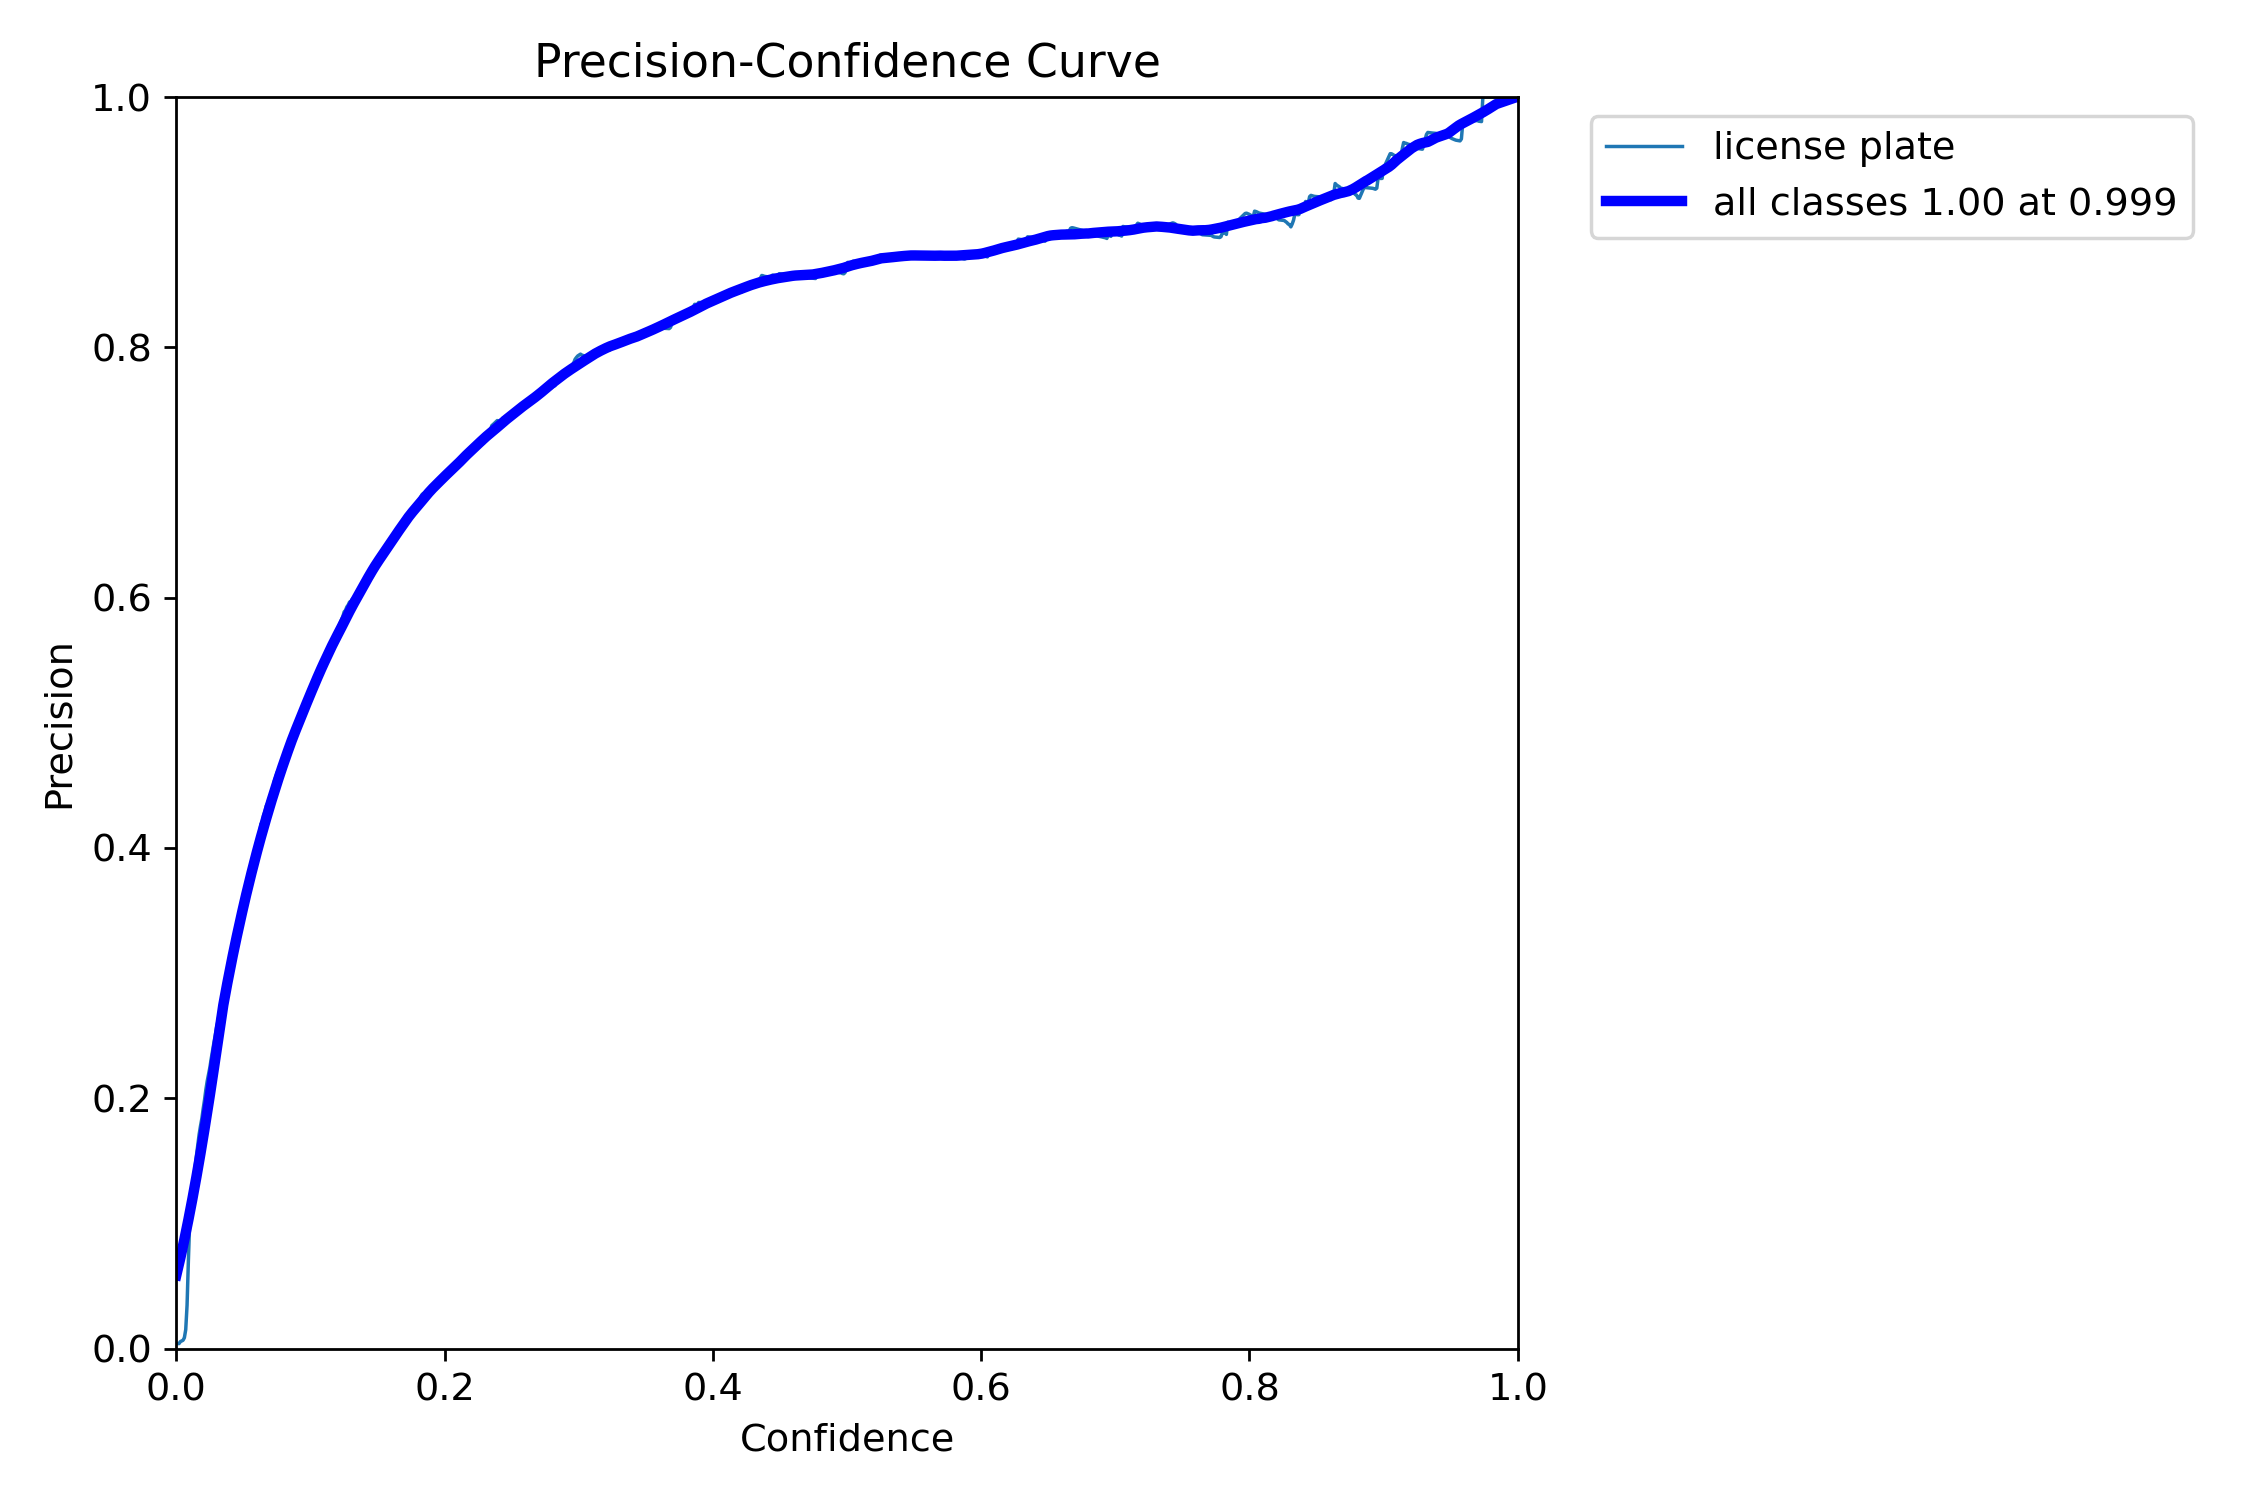 Precision-Confidence Curve
1.0
0.8
0.6
0.4
0.2
0.0
Precision
0.0 0.2 0.4 0.6 0.8 1.0
Confidence
license plate
all classes 1.00 at 0.999